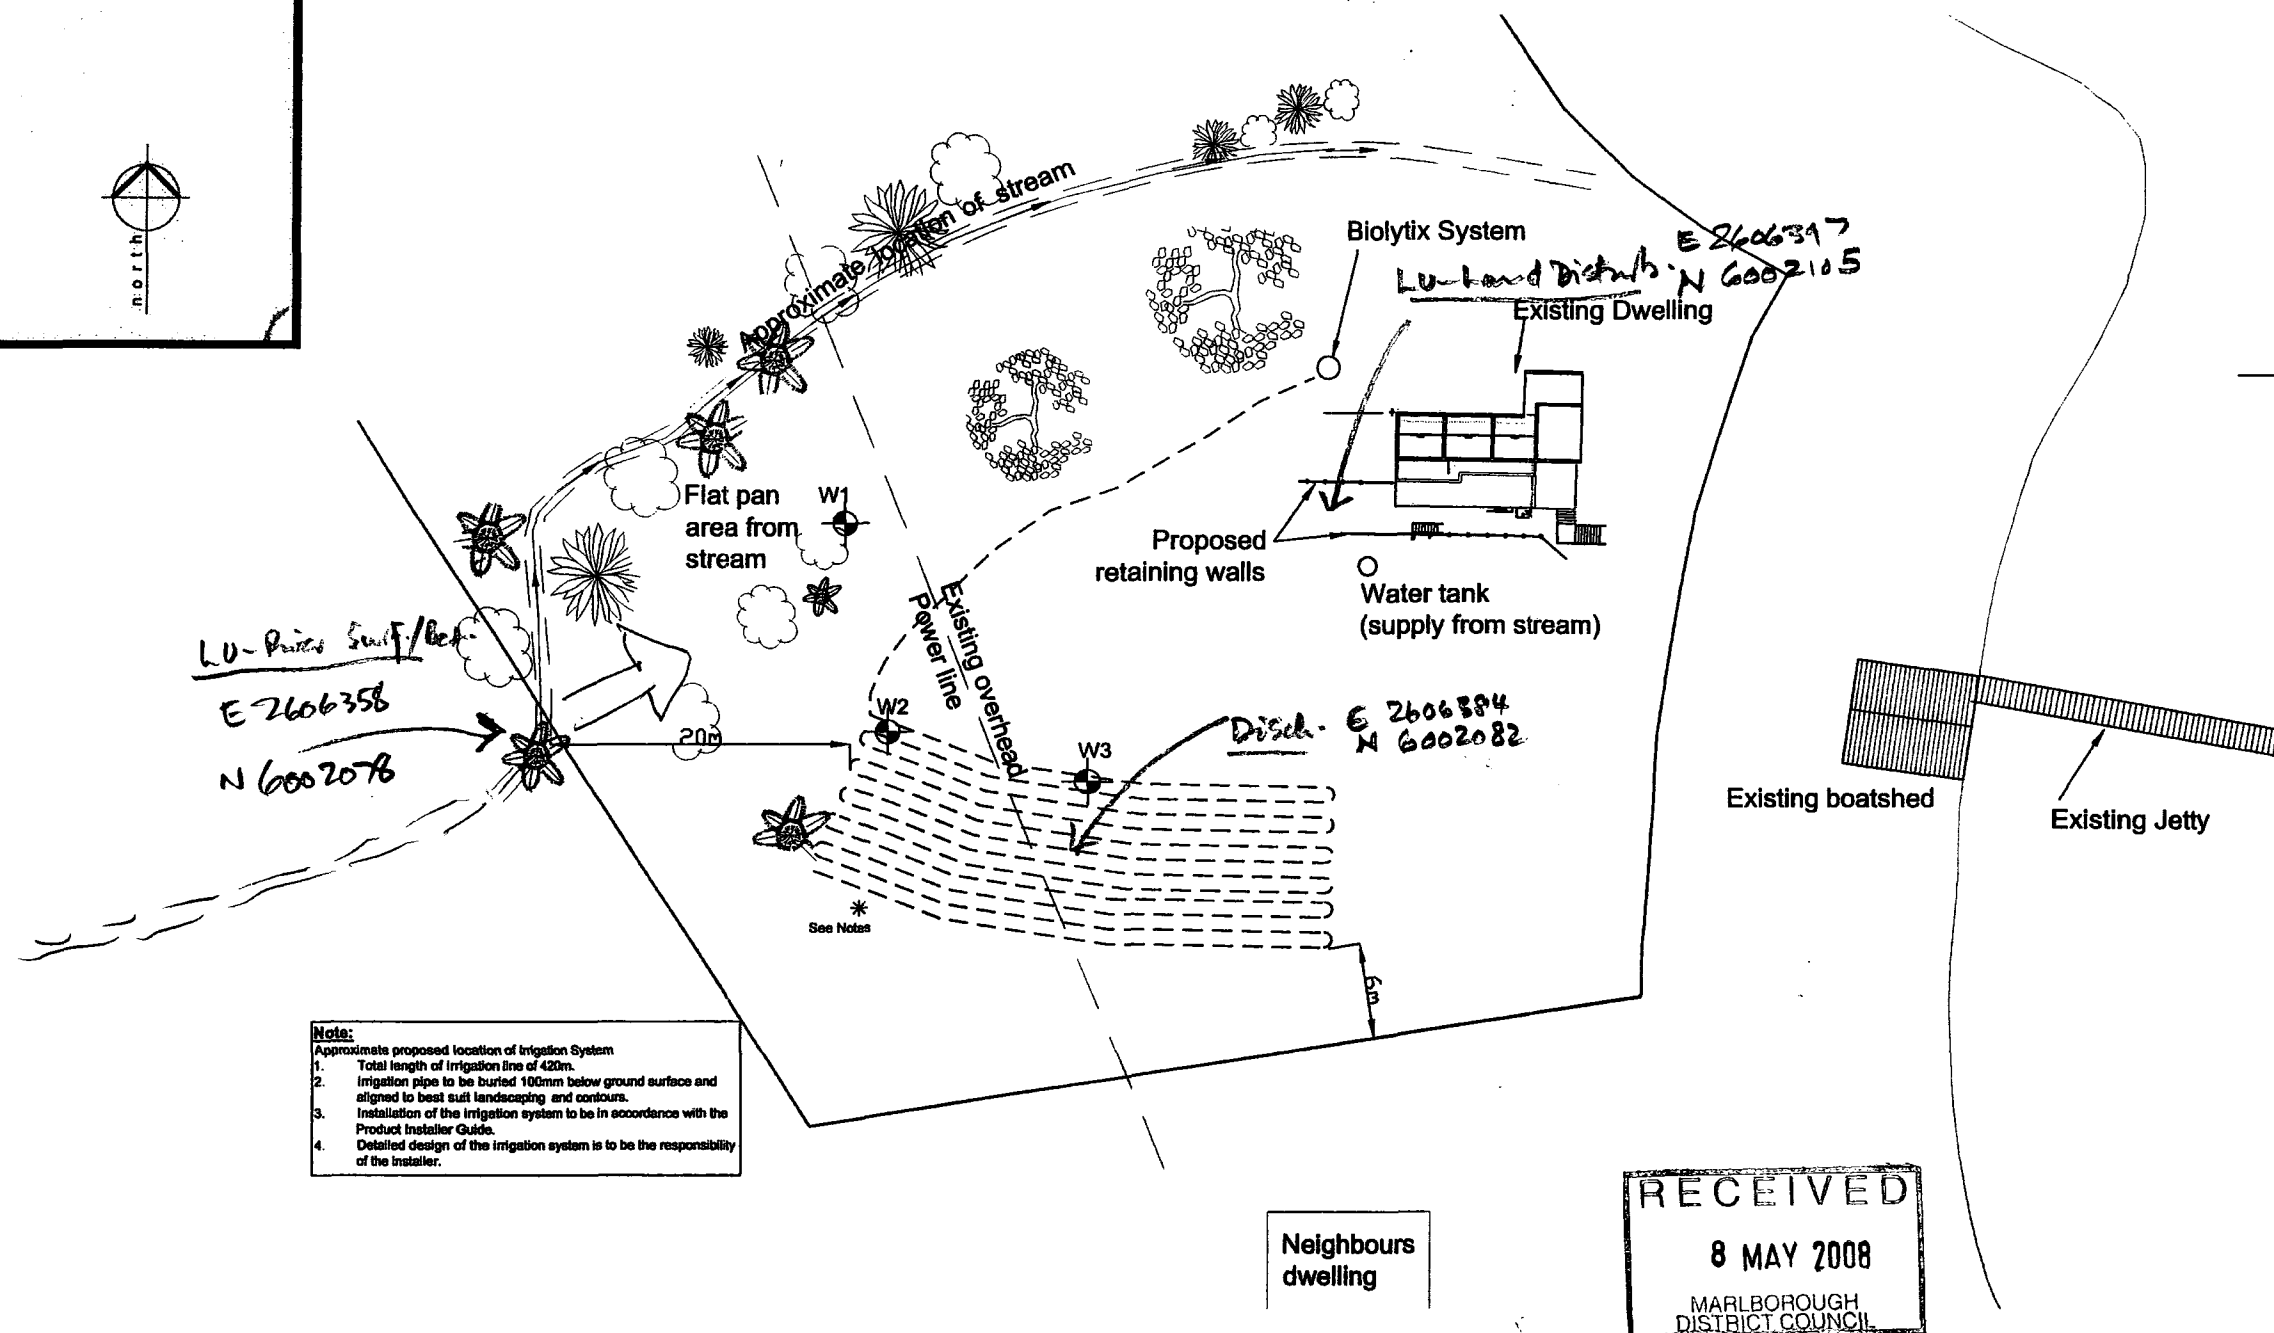 north
Approximate location of stream
Biolytix System
E 2606397
N 6002105
LU-Land Disturb.
Existing Dwelling
Flat pan
area from
stream
W1
Proposed
retaining walls
Water tank
(supply from stream)
Existing overhead
Power line
LU-
E 2606358
N 6002078
20m
W2
W3
Disch. E 2606384
N 6002082
Existing boatshed
Existing Jetty
See Notes
6m
Note:
Approximate proposed location of Irrigation System
1. Total length of irrigation line of 420m.
2. Irrigation pipe to be buried 100mm below ground surface and
aligned to best suit landscaping and contours.
3. Installation of the irrigation system to be in accordance with the
Product Installer Guide.
4. Detailed design of the irrigation system is to be the responsibility
of the installer.
Neighbours
dwelling
RECEIVED
8 MAY 2008
MARLBOROUGH
DISTRICT COUNCIL